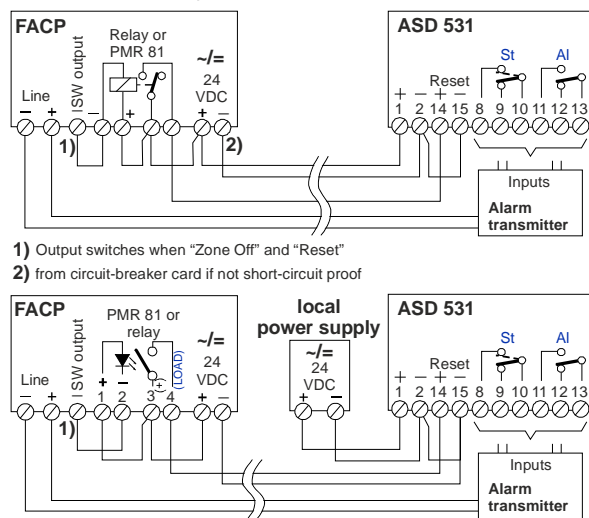 FACP
Relay or
PMR 81
~/=
24
VDC
Line
ISW output
− + − + + −
1)
2)
ASD 531
St Al
Reset
+ − + −
1 2 14 15 8 9 10 11 12 13
Inputs
Alarm
transmitter
1) Output switches when “Zone Off” and “Reset”
2) from circuit-breaker card if not short-circuit proof
FACP
PMR 81 or
relay
~/=
24
VDC
Line
ISW output
(+)
(LOAD)
− + + − + −
1 2 3 4
1)
local
power supply
~/=
24
VDC
+ −
ASD 531
St Al
Reset
+ − + −
1 2 14 15 8 9 10 11 12 13
Inputs
Alarm
transmitter